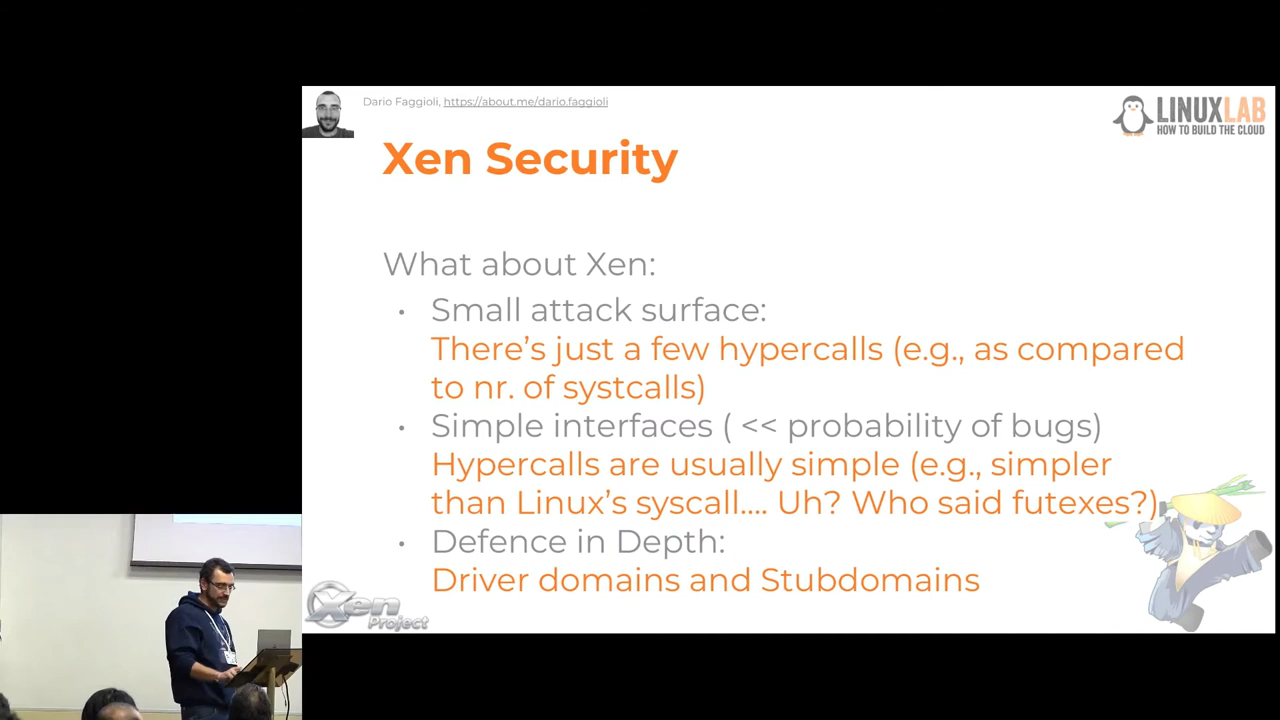 Dario Faggioli, https://about.me/dario.faggioli
LINUXLAB
HOW TO BUILD THE CLOUD
Xen Security
What about Xen:
• Small attack surface:
There's just a few hypercalls (e.g., as compared
to nr. of systcalls)
• Simple interfaces ( << probability of bugs)
Hypercalls are usually simple (e.g., simpler
than Linux's syscall.... Uh? Who said futexes?)
• Defence in Depth:
Driver domains and Stubdomains
Xen
Project